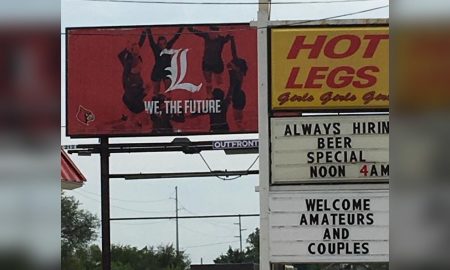 L
WE, THE FUTURE
OUTFRONT
HOT
LEGS
Girls Girls Girls
ALWAYS HIRIN
BEER
SPECIAL
NOON 4AM
WELCOME
AMATEURS
AND
COUPLES